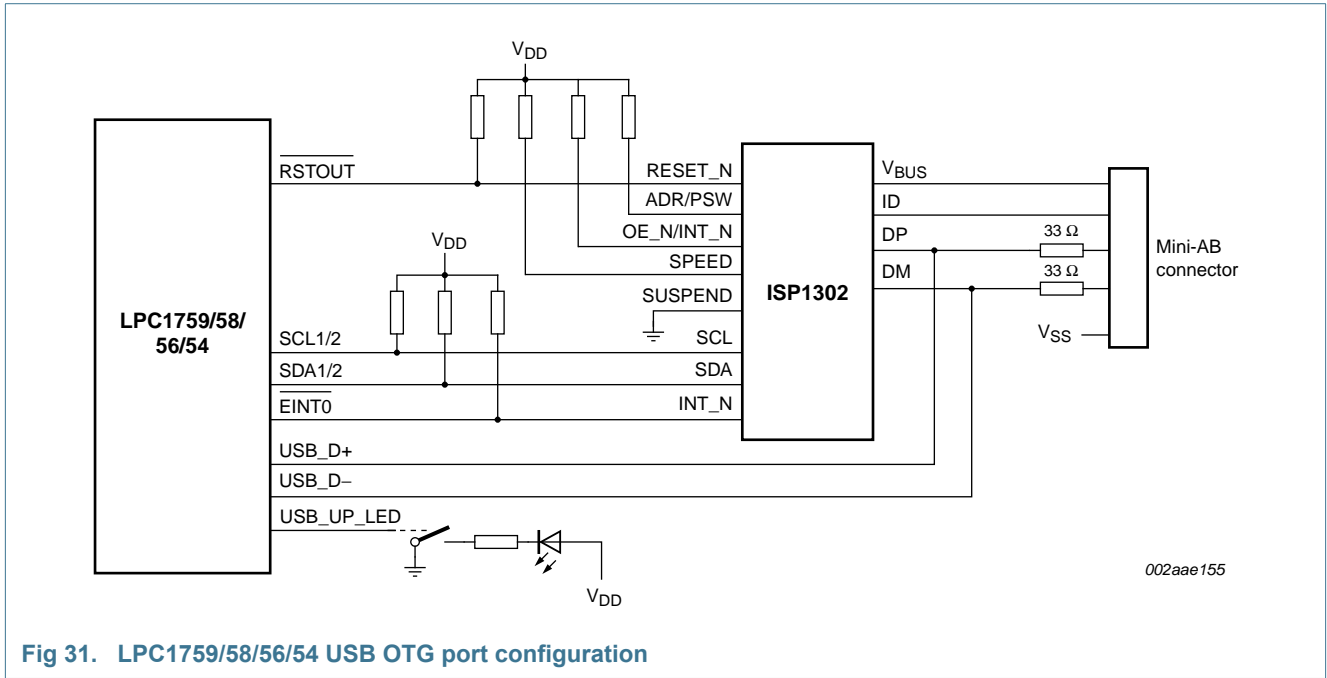 VDD
RSTOUT
RESET_N
VBUS
ADR/PSW
ID
OE_N/INT_N
DP
33 Ω
VDD
SPEED
DM
33 Ω
Mini-AB
connector
SUSPEND
ISP1302
LPC1759/58/
56/54
SCL1/2
SCL
VSS
SDA1/2
SDA
EINT0
INT_N
USB_D+
USB_D−
USB_UP_LED
VDD
002aae155
Fig 31. LPC1759/58/56/54 USB OTG port configuration